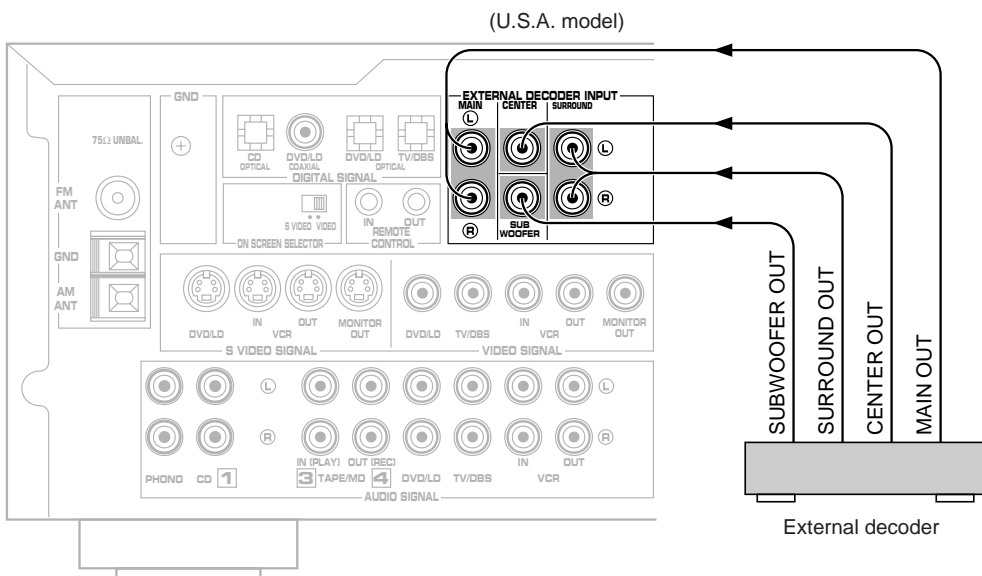 (U.S.A. model)
GND
EXTERNAL DECODER INPUT
MAIN CENTER SURROUND
L
75Ω UNBAL.
L
CD OPTICAL
DVD/LD COAXIAL
DVD/LD TV/DBS
OPTICAL
DIGITAL SIGNAL
FM ANT
S VIDEO VIDEO
ON SCREEN SELECTOR
IN OUT
REMOTE CONTROL
R
R
SUB WOOFER
GND
AM ANT
DVD/LD
IN OUT
VCR
MONITOR OUT
S VIDEO SIGNAL
DVD/LD TV/DBS
IN OUT
VCR
MONITOR OUT
VIDEO SIGNAL
L
L
R
R
PHONO CD 1
IN (PLAY) OUT (REC)
3 TAPE/MD 4
DVD/LD TV/DBS
IN OUT
VCR
AUDIO SIGNAL
SUBWOOFER OUT
SURROUND OUT
CENTER OUT
MAIN OUT
External decoder